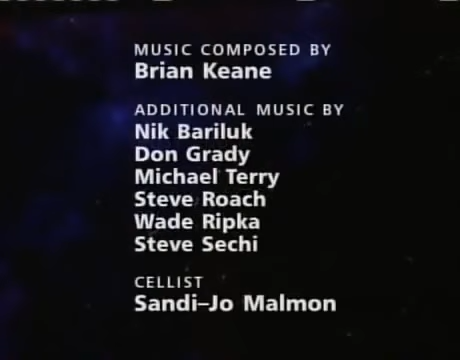 MUSIC COMPOSED BY
Brian Keane
ADDITIONAL MUSIC BY
Nik Bariluk
Don Grady
Michael Terry
Steve Roach
Wade Ripka
Steve Sechi
CELLIST
Sandi–Jo Malmon